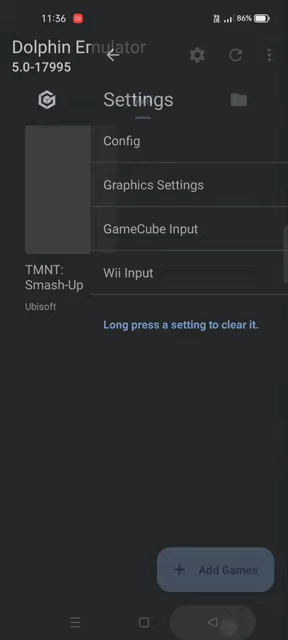 11:36
86%
Dolphin Emulator
5.0-17995
Settings
Config
Graphics Settings
GameCube Input
Wii Input
TMNT:
Smash-Up
Ubisoft
Long press a setting to clear it.
Add Games